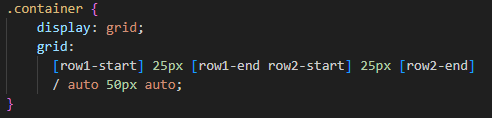 .container {
display: grid;
grid:
[row1-start] 25px [row1-end row2-start] 25px [row2-end]
/ auto 50px auto;
}